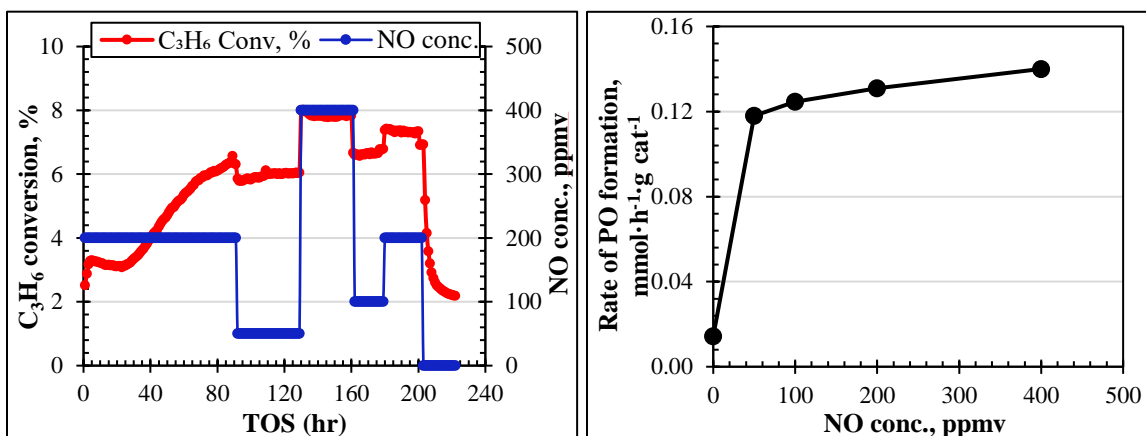 C₃H₆ Conv, %
NO conc.
10
8
6
4
2
0
C₃H₆ conversion, %
500
400
300
200
100
0
NO conc., ppmv
0 40 80 120 160 200 240
TOS (hr)
0.16
0.12
0.08
0.04
0.00
Rate of PO formation,
mmol·h⁻¹·g cat⁻¹
0 100 200 300 400 500
NO conc., ppmv